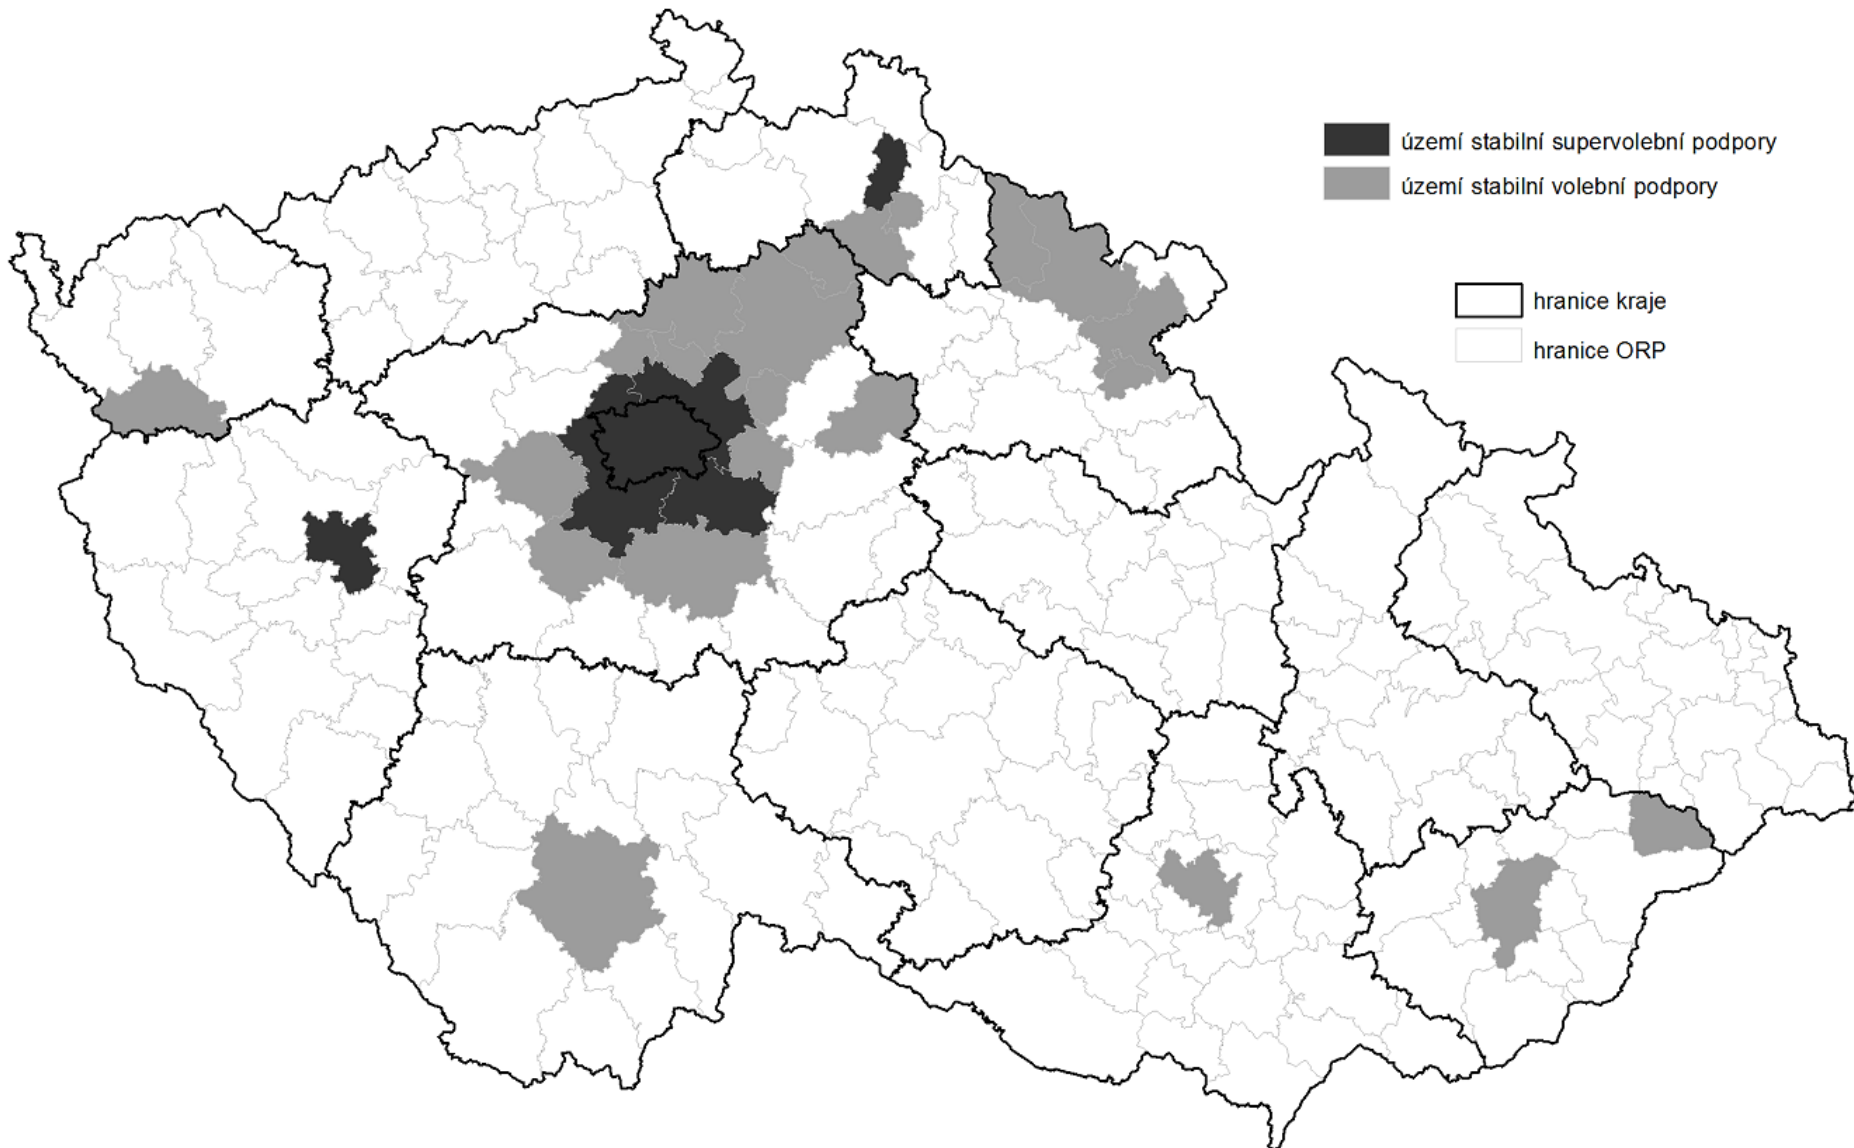 území stabilní supervolební podpory
území stabilní volební podpory
hranice kraje
hranice ORP